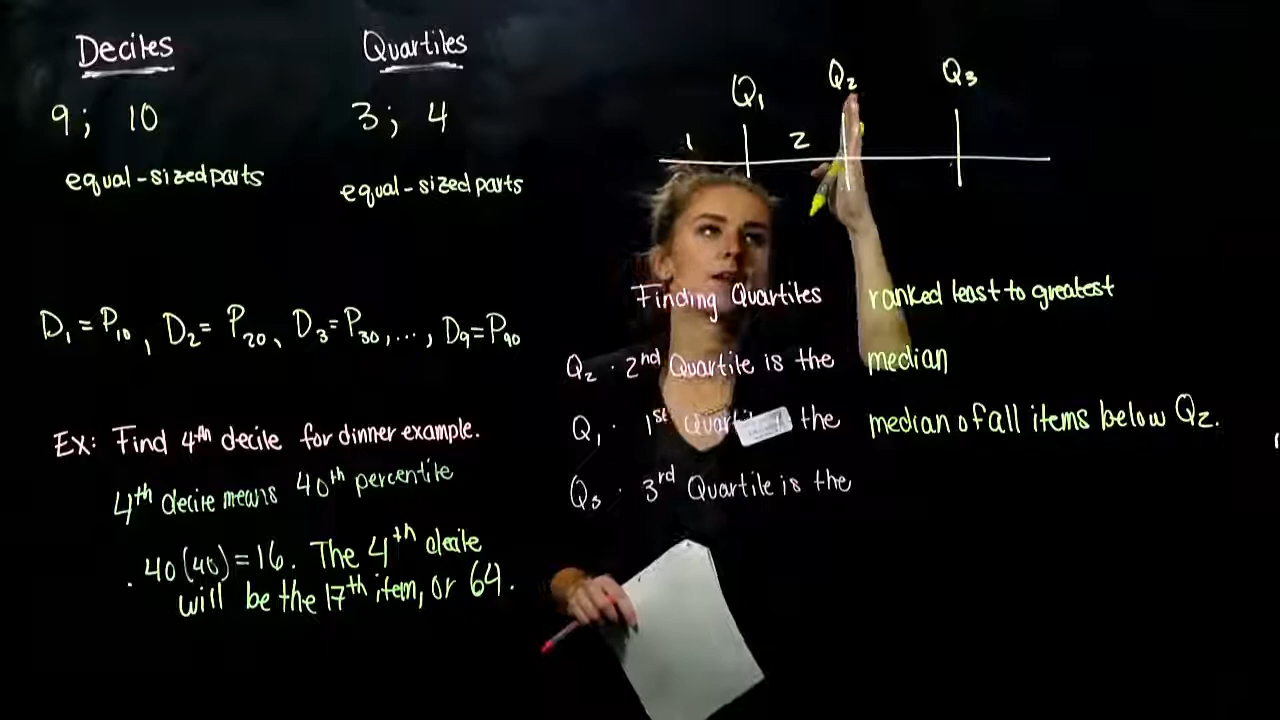 Deciles
9; 10
equal-sized parts
Quartiles
3; 4
equal-sized parts
Q1 Q2 Q3
1 2
D1 = P10, D2 = P20, D3 = P30, ..., D9 = P90
Ex: Find 4th decile for dinner example.
4th decile means 40th percentile
. 40(40) = 16. The 4th decile
will be the 17th item, or 64.
Finding Quartiles ranked least to greatest
Q2 · 2nd Quartile is the median
Q1 · 1st the median of all items below Q2.
Q3 · 3rd Quartile is the